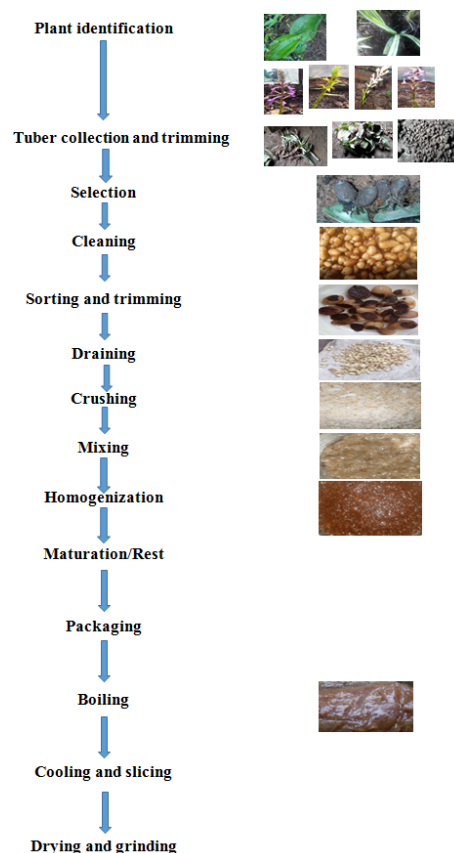 Plant identification
Tuber collection and trimming
Selection
Cleaning
Sorting and trimming
Draining
Crushing
Mixing
Homogenization
Maturation/Rest
Packaging
Boiling
Cooling and slicing
Drying and grinding